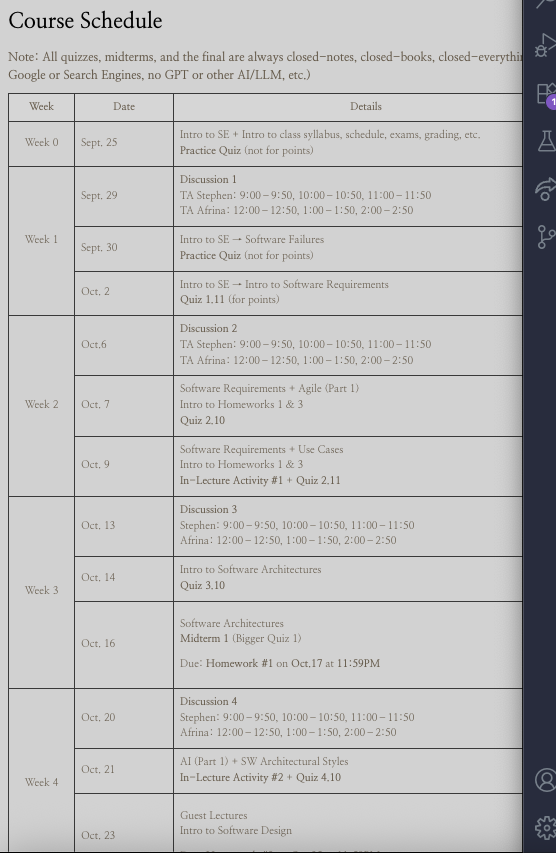 Course Schedule
Note: All quizzes, midterms, and the final are always closed-notes, closed-books, closed-everythin
Google or Search Engines, no GPT or other AI/LLM, etc.)
Week Date Details
Week 0
Sept. 25
Intro to SE + Intro to class syllabus, schedule, exams, grading, etc.
Practice Quiz (not for points)
Week 1
Sept. 29
Discussion 1
TA Stephen: 9:00–9:50, 10:00–10:50, 11:00–11:50
TA Afrina: 12:00–12:50, 1:00–1:50, 2:00–2:50
Sept. 30
Intro to SE → Software Failures
Practice Quiz (not for points)
Oct. 2
Intro to SE → Intro to Software Requirements
Quiz 1.11 (for points)
Week 2
Oct.6
Discussion 2
TA Stephen: 9:00–9:50, 10:00–10:50, 11:00–11:50
TA Afrina: 12:00–12:50, 1:00–1:50, 2:00–2:50
Oct. 7
Software Requirements + Agile (Part 1)
Intro to Homeworks 1 & 3
Quiz 2.10
Oct. 9
Software Requirements + Use Cases
Intro to Homeworks 1 & 3
In-Lecture Activity #1 + Quiz 2.11
Week 3
Oct. 13
Discussion 3
Stephen: 9:00–9:50, 10:00–10:50, 11:00–11:50
Afrina: 12:00–12:50, 1:00–1:50, 2:00–2:50
Oct. 14
Intro to Software Architectures
Quiz 3.10
Oct. 16
Software Architectures
Midterm 1 (Bigger Quiz 1)
Due: Homework #1 on Oct.17 at 11:59PM
Week 4
Oct. 20
Discussion 4
Stephen: 9:00–9:50, 10:00–10:50, 11:00–11:50
Afrina: 12:00–12:50, 1:00–1:50, 2:00–2:50
Oct. 21
AI (Part 1) + SW Architectural Styles
In-Lecture Activity #2 + Quiz 4.10
Oct. 23
Guest Lectures
Intro to Software Design
1